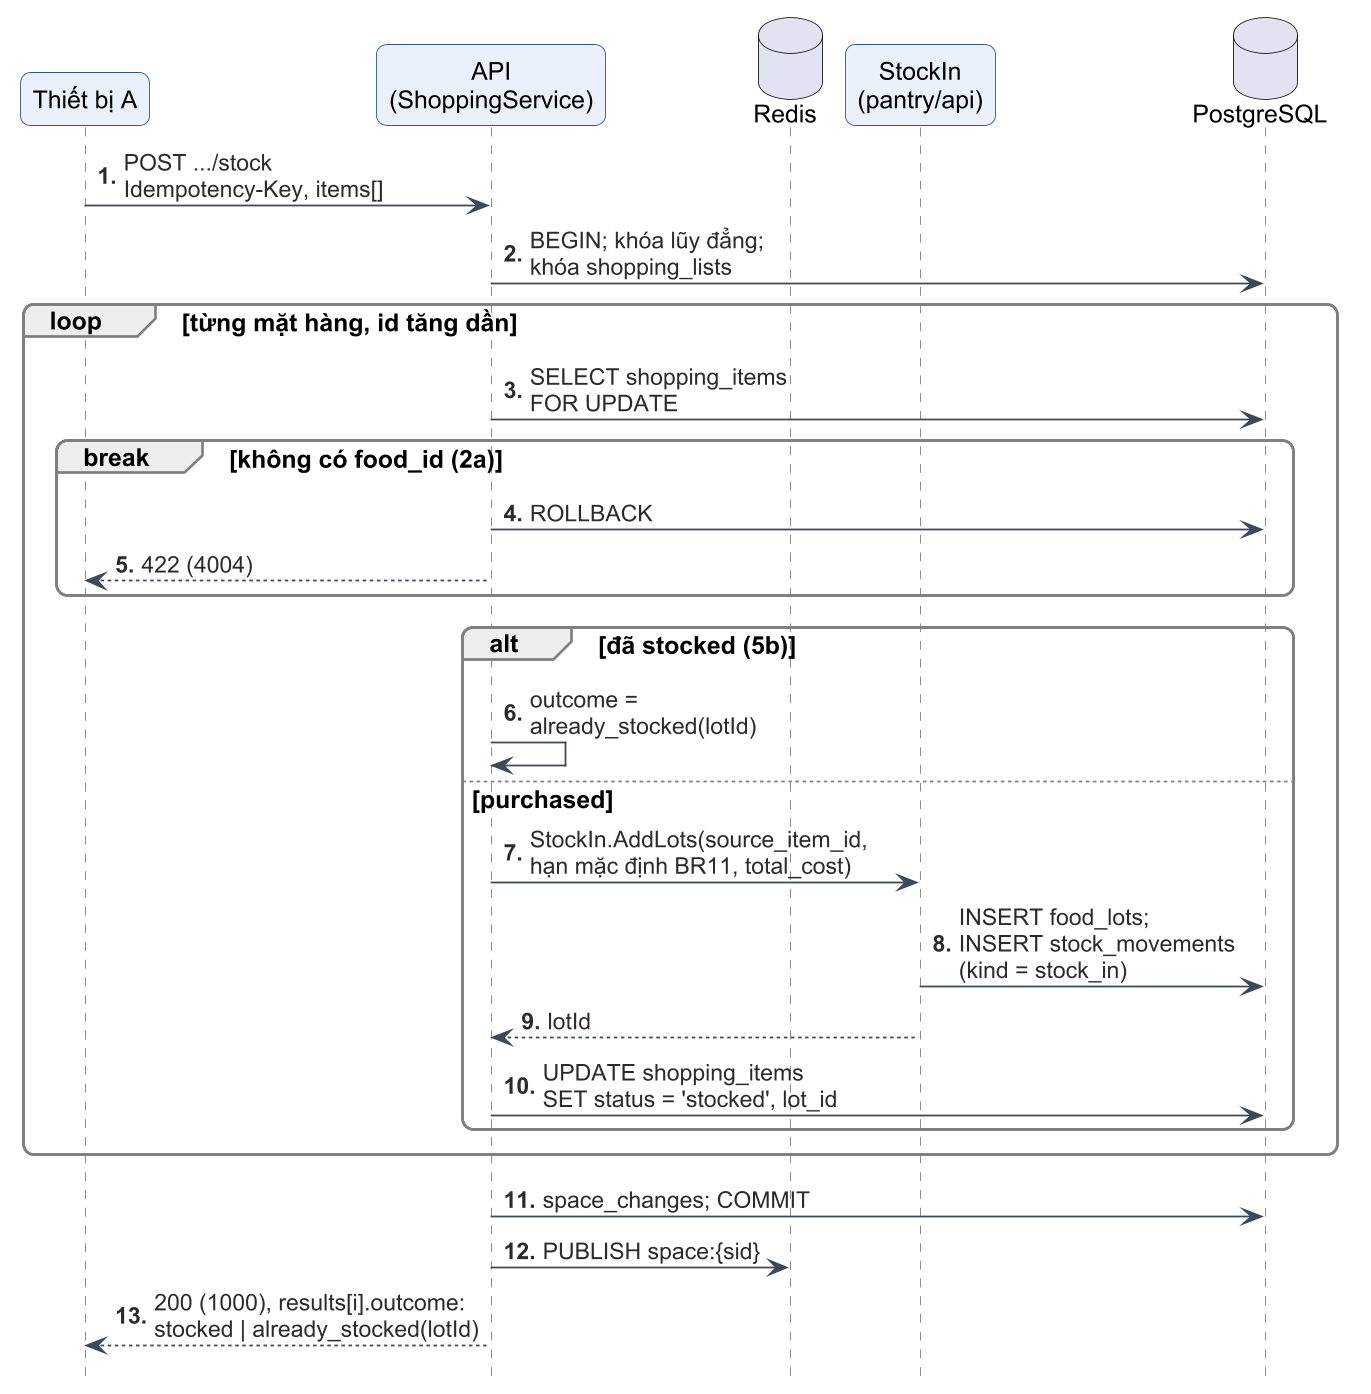 Thiết bị A
API
(ShoppingService)
Redis
StockIn
(pantry/api)
PostgreSQL
1. POST .../stock
Idempotency-Key, items[]
2. BEGIN; khóa lũy đẳng;
khóa shopping_lists
loop [từng mặt hàng, id tăng dần]
3. SELECT shopping_items
FOR UPDATE
break [không có food_id (2a)]
4. ROLLBACK
5. 422 (4004)
alt [đã stocked (5b)]
6. outcome =
already_stocked(lotId)
[purchased]
7. StockIn.AddLots(source_item_id,
hạn mặc định BR11, total_cost)
8. INSERT food_lots;
INSERT stock_movements
(kind = stock_in)
9. lotId
10. UPDATE shopping_items
SET status = 'stocked', lot_id
11. space_changes; COMMIT
12. PUBLISH space:{sid}
13. 200 (1000), results[i].outcome:
stocked | already_stocked(lotId)